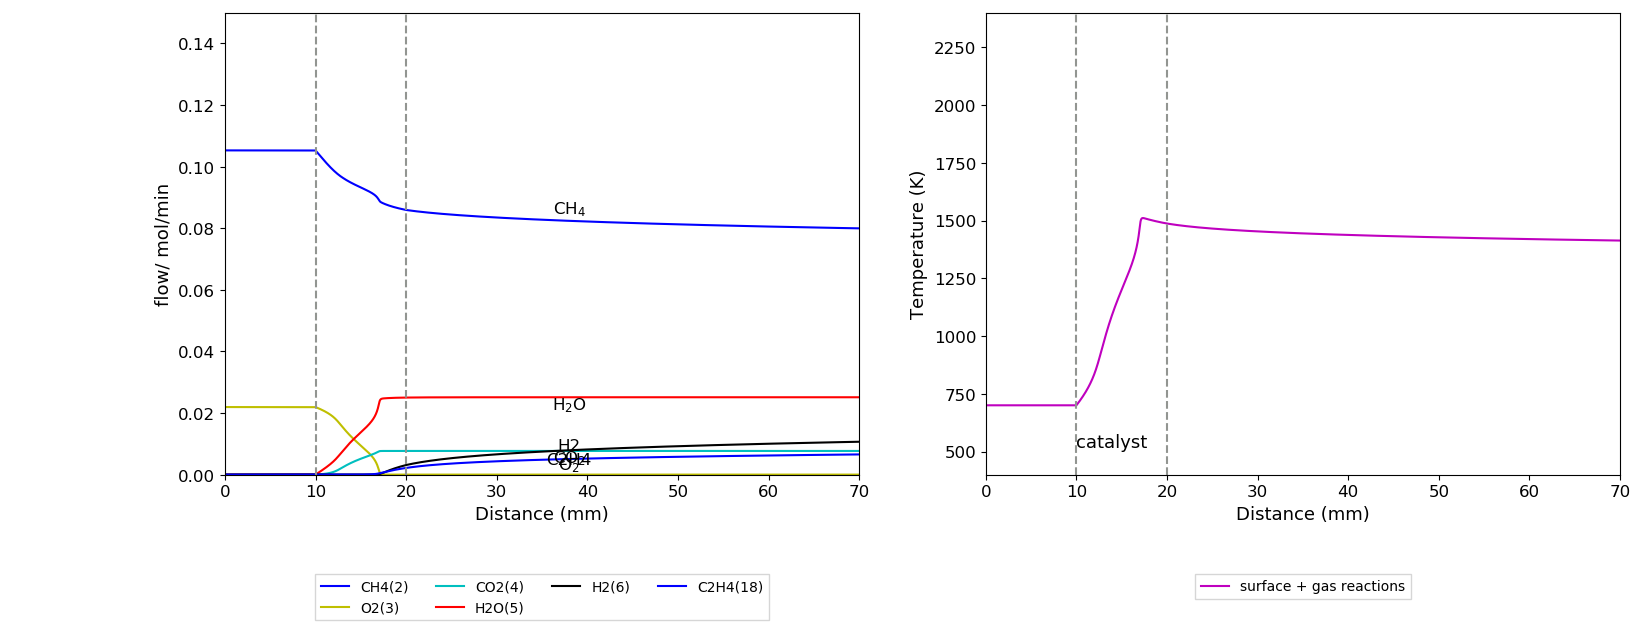 0.14
0.12
0.10
0.08
0.06
0.04
0.02
0.00
flow/ mol/min
CH₄
H₂O
H2
C2H4
O₂
0 10 20 30 40 50 60 70
Distance (mm)
CH4(2) CO2(4) H2(6) C2H4(18)
O2(3) H2O(5)
2250
2000
1750
1500
1250
1000
750
500
Temperature (K)
catalyst
0 10 20 30 40 50 60 70
Distance (mm)
surface + gas reactions